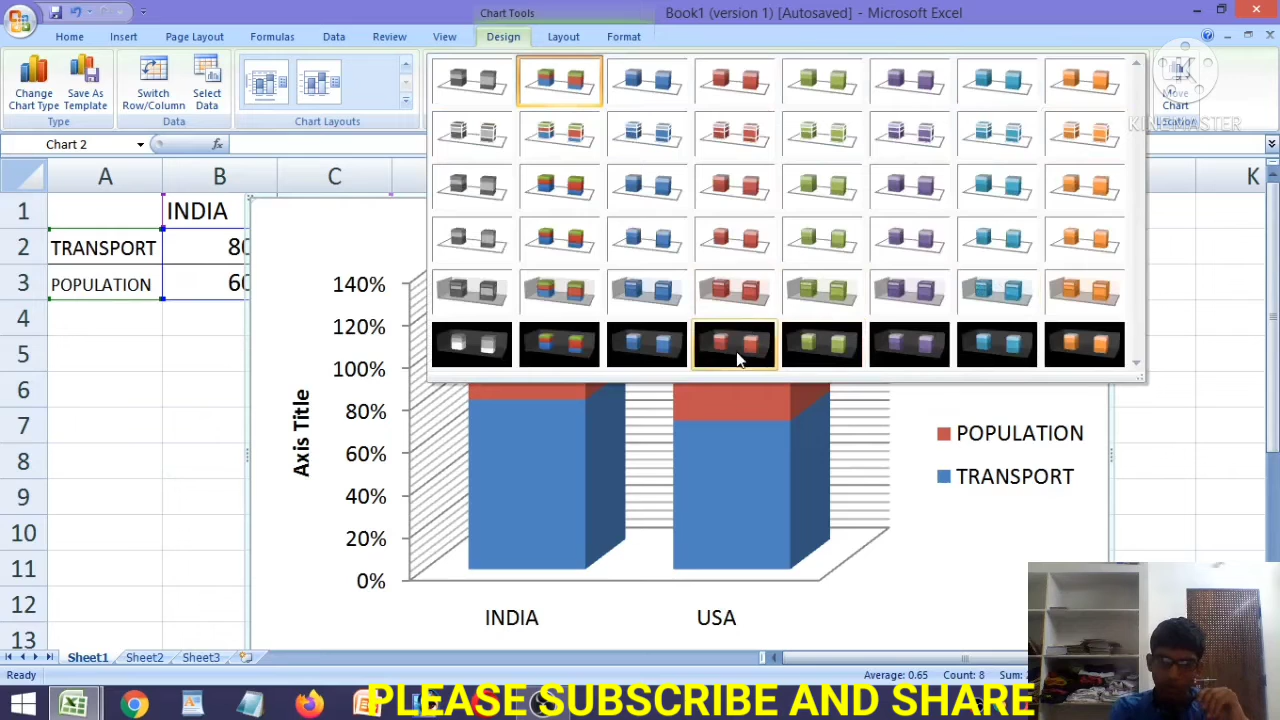 Chart Tools
Book1 (version 1) [Autosaved] - Microsoft Excel
Home Insert Page Layout Formulas Data Review View Design Layout Format
Change Chart Type
Save As Template
Switch Row/Column
Select Data
Move Chart
Type Data Chart Layouts Location
KINEMASTER
Chart 2
fx
A B C K
1 INDIA
2 TRANSPORT 80
3 POPULATION 60
4
5
6
7
8
9
10
11
12
13
140%
120%
100%
80%
60%
40%
20%
0%
Axis Title
POPULATION
TRANSPORT
INDIA USA
Sheet1 Sheet2 Sheet3
Ready Average: 0.65 Count: 8
PLEASE SUBSCRIBE AND SHARE